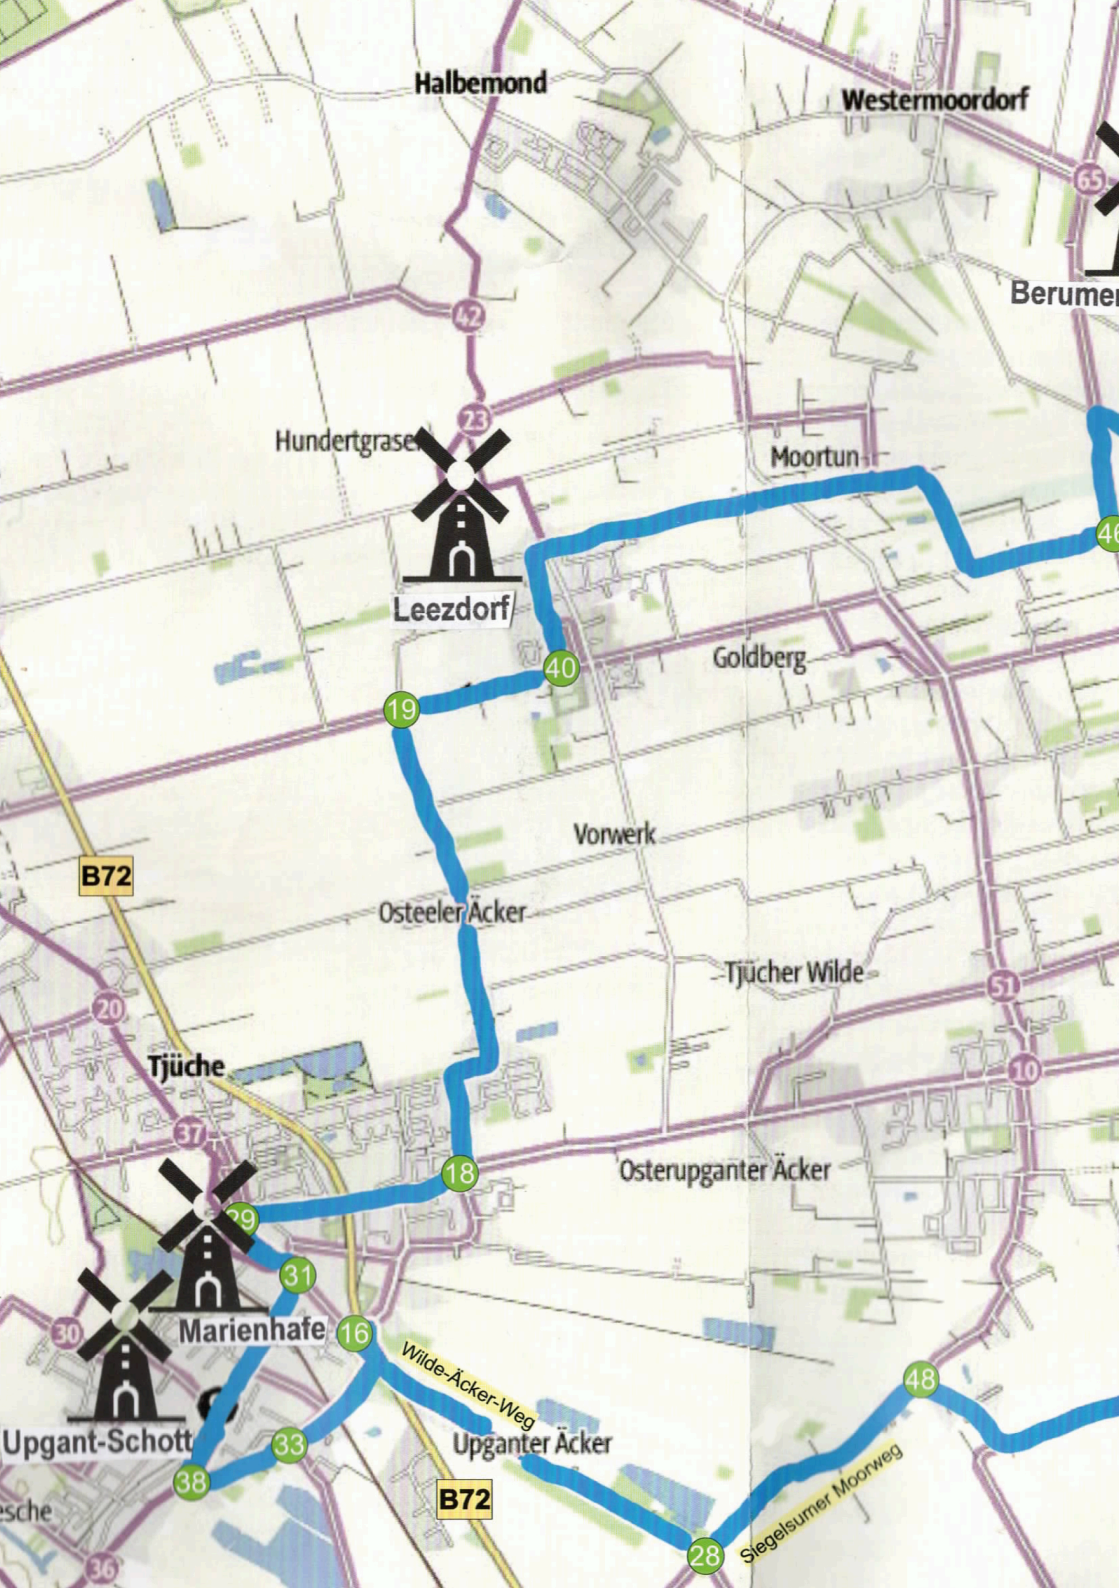 Halbemond
Westermoordorf
65
Berumer
42
23
Hundertgraser
Moortun
46
Leezdorf
40
Goldberg
19
Vorwerk
B72
Osteeler Äcker
Tjücher Wilde
51
20
Tjüche
10
37
18
Osterupganter Äcker
29
31
30
Marienhafe
16
Wilde-Äcker-Weg
48
Upgant-Schott
33
Upganter Äcker
38
B72
Siegelsumer Moorweg
esche
28
36